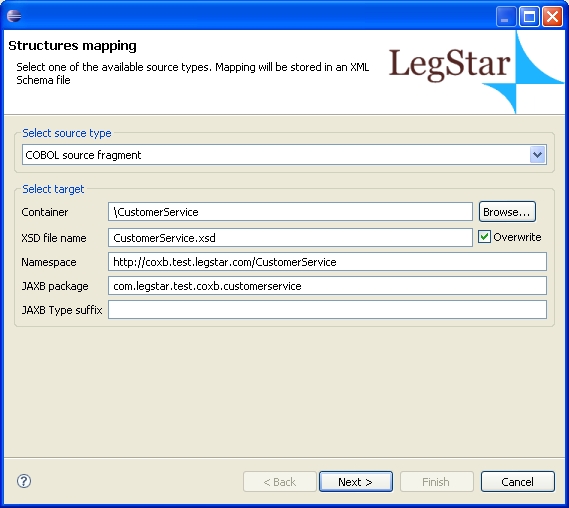 Structures mapping
Select one of the available source types. Mapping will be stored in an XML
Schema file
LegStar
Select source type
COBOL source fragment
Select target
Container \CustomerService Browse...
XSD file name CustomerService.xsd Overwrite
Namespace http://coxb.test.legstar.com/CustomerService
JAXB package com.legstar.test.coxb.customerservice
JAXB Type suffix
? < Back Next > Finish Cancel